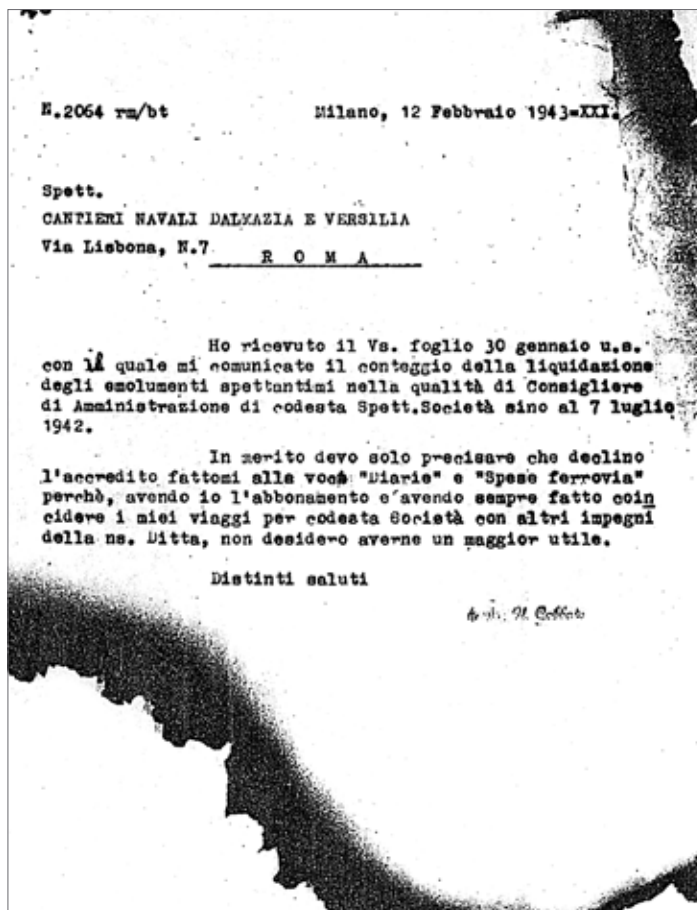 N.2064 rm/bt Milano, 12 Febbraio 1943=XXI.
Spett.
CANTIERI NAVALI DALMAZIA E VERSILIA
Via Lisbona, N.7
R O M A
Ho ricevuto il Vs. foglio 30 gennaio u.s.
con quale mi comunicate il conteggio della liquidazione
degli emolumenti spettantimi nella qualità di Consigliere
di Amministrazione di codesta Spett.Società sino al 7 luglio
1942.
In merito devo solo precisare che declino
l'accredito fattomi alla voce "Diarie" e "Spese ferrovia"
perchè, avendo io l'abbonamento e avendo sempre fatto coin
cidere i miei viaggi per codesta Società con altri impegni
della ns. Ditta, non desidero averne un maggior utile.
Distinti saluti